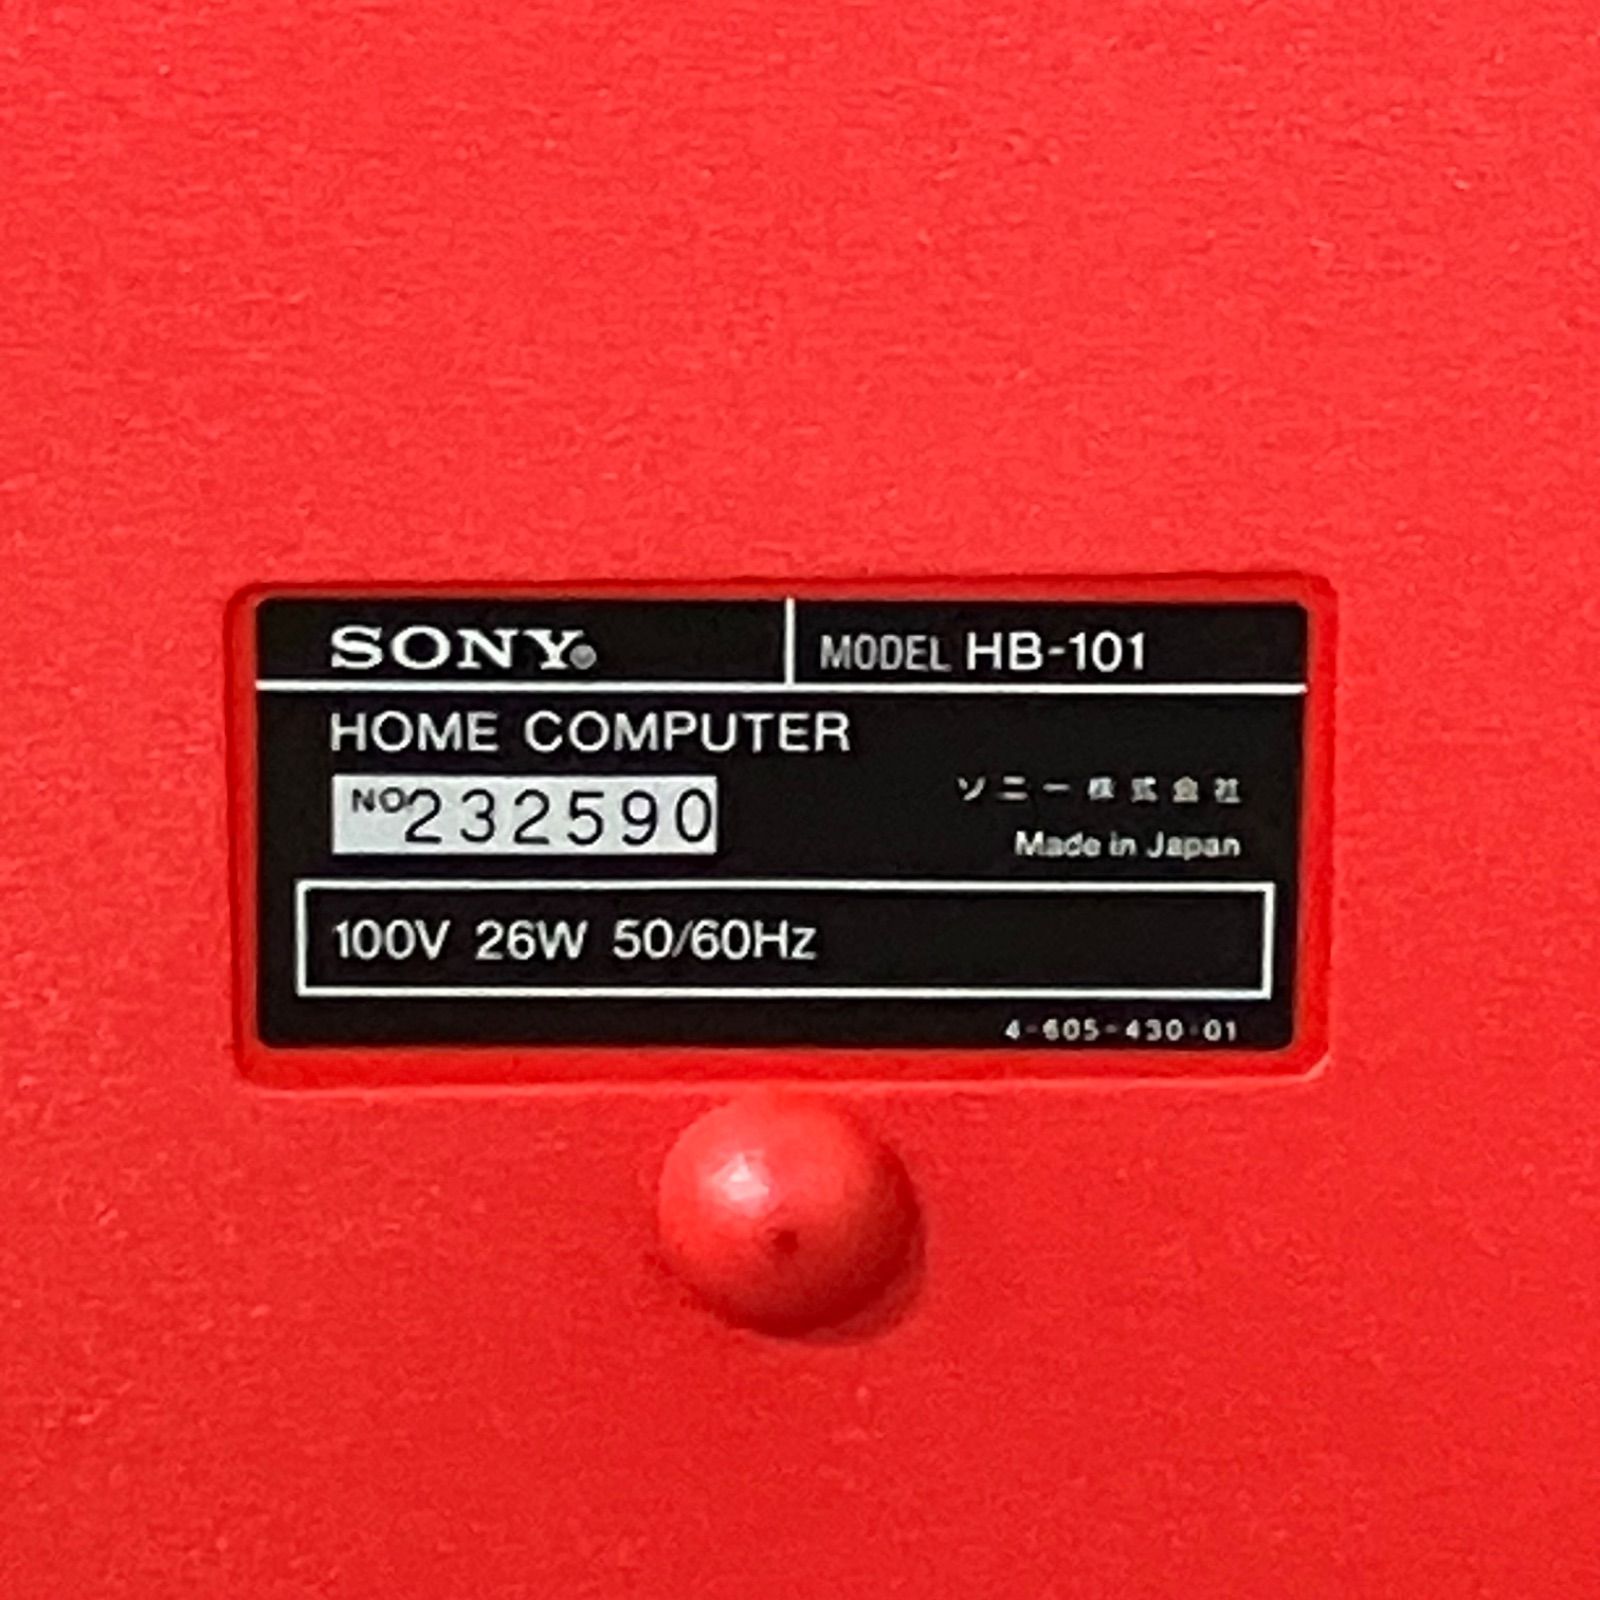 SONY® MODEL HB-101
HOME COMPUTER
NO 232590
ソニー株式会社
Made in Japan
100V 26W 50/60Hz
4-605-430-01